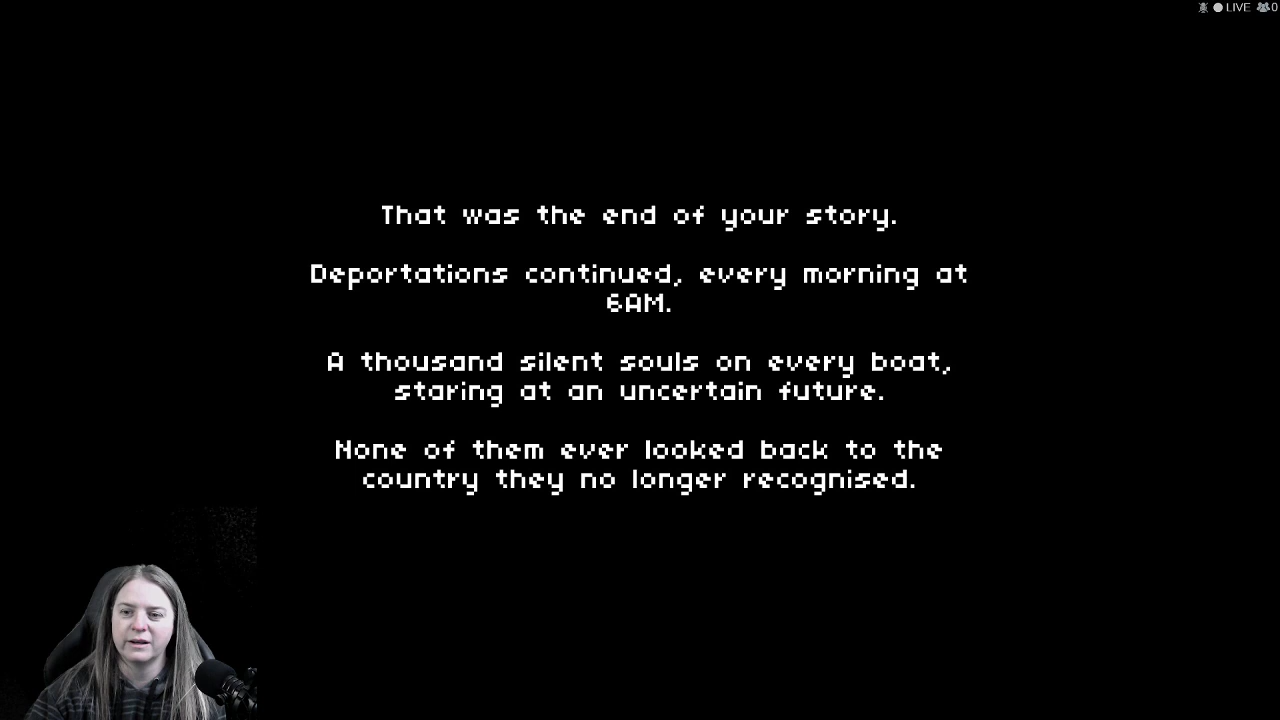 LIVE 0
That was the end of your story.
Deportations continued, every morning at
6AM.
A thousand silent souls on every boat,
staring at an uncertain future.
None of them ever looked back to the
country they no longer recognised.